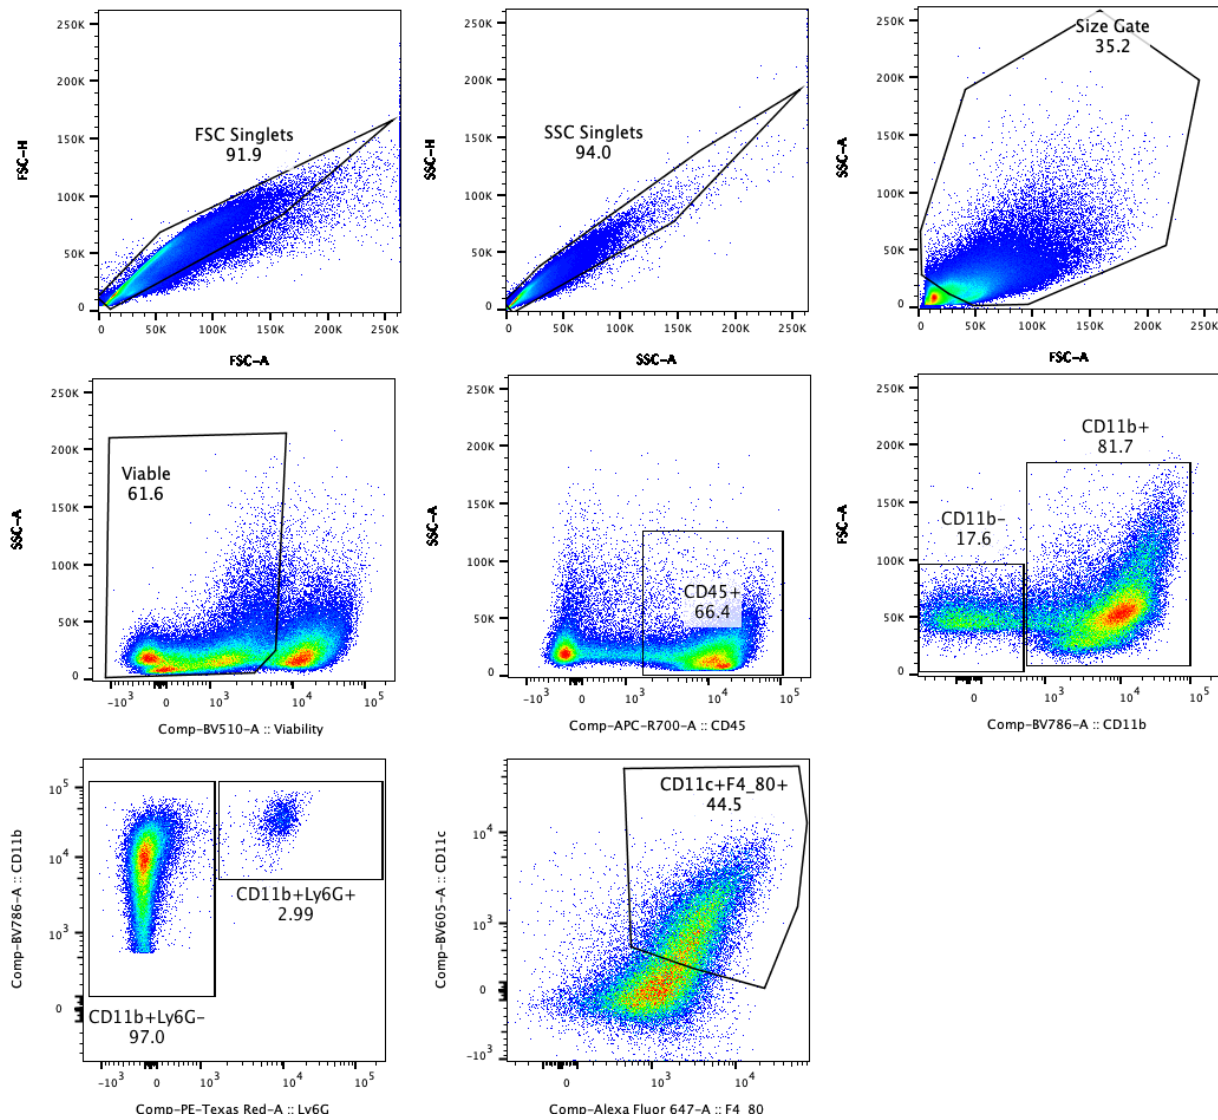 250K
200K
150K
100K
50K
0
FSC-H
FSC Singlets
91.9
0
50K
100K
150K
200K
250K
FSC-A
250K
200K
150K
100K
50K
0
SSC-H
SSC Singlets
94.0
0
50K
100K
150K
200K
250K
SSC-A
250K
200K
150K
100K
50K
0
SSC-A
Size Gate
35.2
0
50K
100K
150K
200K
250K
FSC-A
250K
200K
150K
100K
50K
0
SSC-A
Viable
61.6
-10³
0
10³
10⁴
10⁵
Comp-BV510-A :: Viability
250K
200K
150K
100K
50K
0
SSC-A
CD45+
66.4
-10³
0
10³
10⁴
10⁵
Comp-APC-R700-A :: CD45
250K
200K
150K
100K
50K
0
FSC-A
CD11b+
81.7
CD11b-
17.6
0
10³
10⁴
10⁵
Comp-BV786-A :: CD11b
10⁵
10⁴
10³
0
Comp-BV786-A :: CD11b
CD11b+Ly6G+
2.99
CD11b+Ly6G-
97.0
-10³
0
10³
10⁴
10⁵
Comp-PE-Texas Red-A :: Ly6G
10⁴
10³
0
-10³
Comp-BV605-A :: CD11c
CD11c+F4_80+
44.5
0
10³
10⁴
Comp-Alexa Fluor 647-A :: F4_80